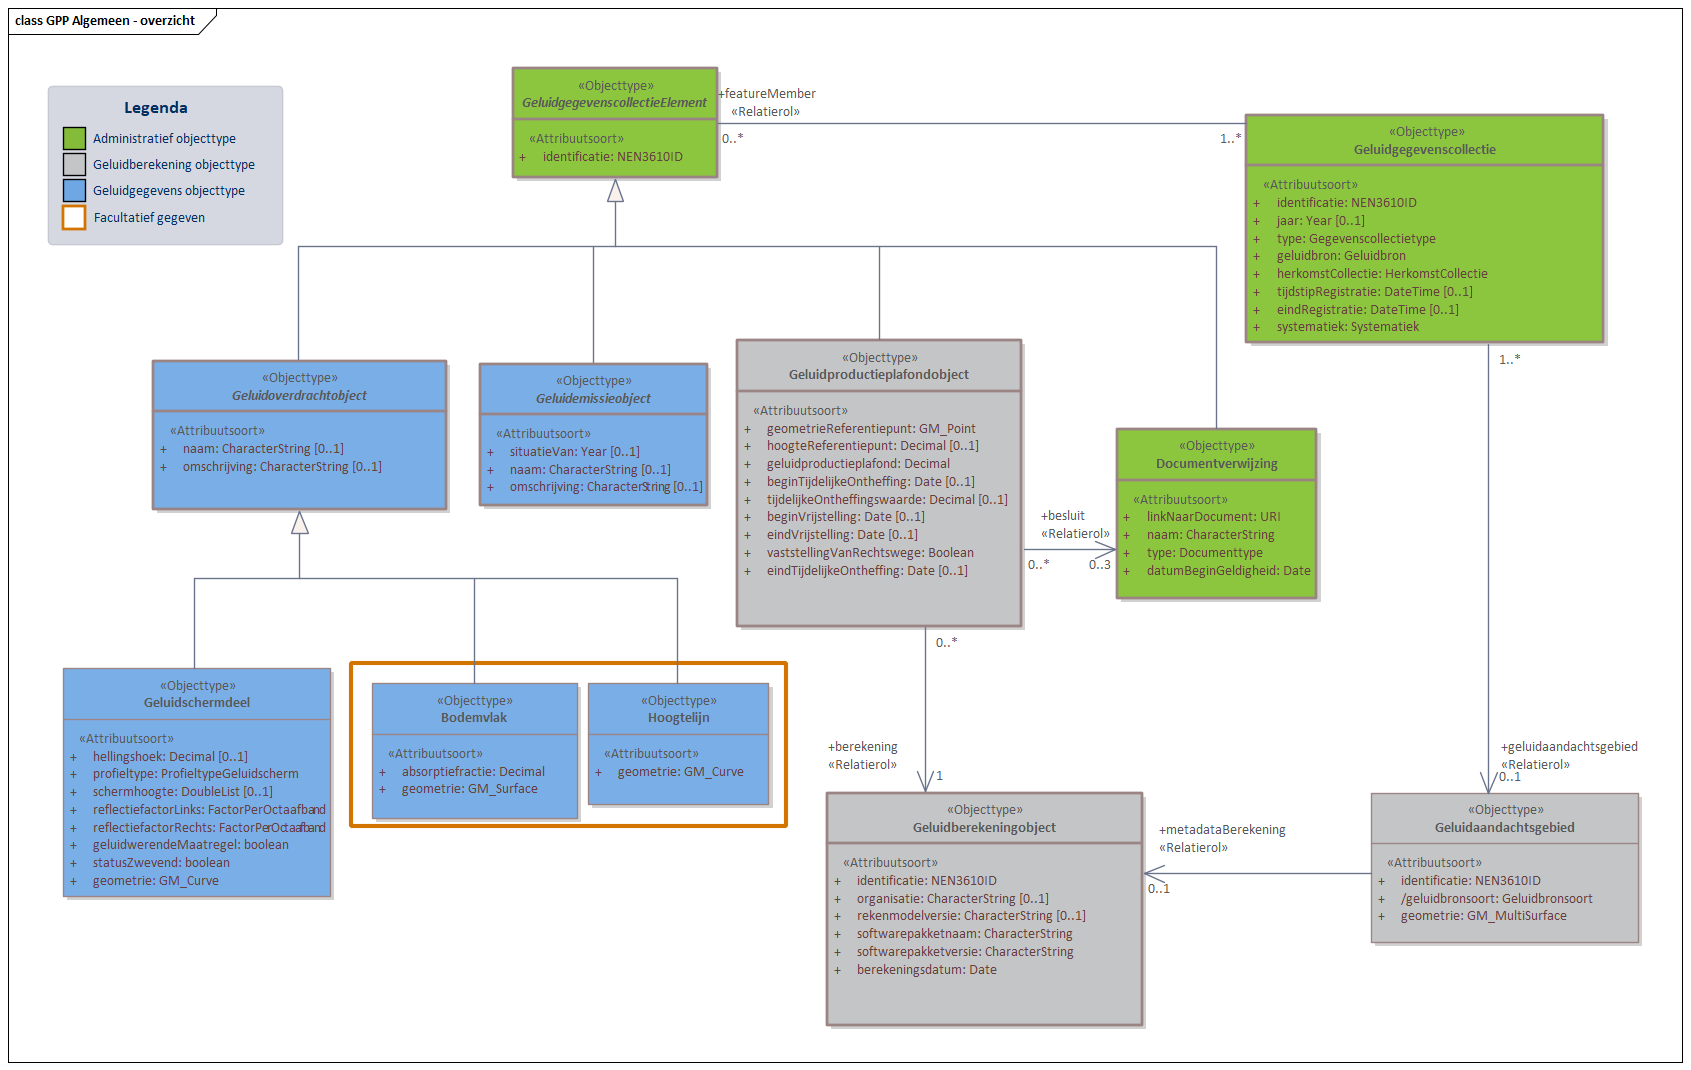 class GPP Algemeen - overzicht
Legenda
Administratief objecttype
Geluidberekening objecttype
Geluidgegevens objecttype
Facultatief gegeven
«Objecttype»
GeluidgegevenscollectieElement
«Attribuutsoort»
+ identificatie: NEN3610ID
+featureMember
«Relatierol»
0..*
1..*
«Objecttype»
Geluidgegevenscollectie
«Attribuutsoort»
+ identificatie: NEN3610ID
+ jaar: Year [0..1]
+ type: Gegevenscollectietype
+ geluidbron: Geluidbron
+ herkomstCollectie: HerkomstCollectie
+ tijdstipRegistratie: DateTime [0..1]
+ eindRegistratie: DateTime [0..1]
+ systematiek: Systematiek
1..*
«Objecttype»
Geluidoverdrachtobject
«Attribuutsoort»
+ naam: CharacterString [0..1]
+ omschrijving: CharacterString [0..1]
«Objecttype»
Geluidemissieobject
«Attribuutsoort»
+ situatieVan: Year [0..1]
+ naam: CharacterString [0..1]
+ omschrijving: CharacterString [0..1]
«Objecttype»
Geluidproductieplafondobject
«Attribuutsoort»
+ geometrieReferentiepunt: GM_Point
+ hoogteReferentiepunt: Decimal [0..1]
+ geluidproductieplafond: Decimal
+ beginTijdelijkeOntheffing: Date [0..1]
+ tijdelijkeOntheffingswaarde: Decimal [0..1]
+ beginVrijstelling: Date [0..1]
+ eindVrijstelling: Date [0..1]
+ vaststellingVanRechtswege: Boolean
+ eindTijdelijkeOntheffing: Date [0..1]
+besluit
«Relatierol»
0..*
0..3
«Objecttype»
Documentverwijzing
«Attribuutsoort»
+ linkNaarDocument: URI
+ naam: CharacterString
+ type: Documenttype
+ datumBeginGeldigheid: Date
0..*
«Objecttype»
Geluidschermdeel
«Attribuutsoort»
+ hellingshoek: Decimal [0..1]
+ profieltype: ProfieltypeGeluidscherm
+ schermhoogte: DoubleList [0..1]
+ reflectiefactorLinks: FactorPerOctaafband
+ reflectiefactorRechts: FactorPerOctaafband
+ geluidwerendeMaatregel: boolean
+ statusZwevend: boolean
+ geometrie: GM_Curve
«Objecttype»
Bodemvlak
«Attribuutsoort»
+ absorptiefractie: Decimal
+ geometrie: GM_Surface
«Objecttype»
Hoogtelijn
«Attribuutsoort»
+ geometrie: GM_Curve
+berekening
«Relatierol»
1
+geluidaandachtsgebied
«Relatierol»
0..1
«Objecttype»
Geluidberekeningobject
«Attribuutsoort»
+ identificatie: NEN3610ID
+ organisatie: CharacterString [0..1]
+ rekenmodelversie: CharacterString [0..1]
+ softwarepakketnaam: CharacterString
+ softwarepakketversie: CharacterString
+ berekeningsdatum: Date
+metadataBerekening
«Relatierol»
0..1
«Objecttype»
Geluidaandachtsgebied
«Attribuutsoort»
+ identificatie: NEN3610ID
+ /geluidbronsoort: Geluidbronsoort
+ geometrie: GM_MultiSurface